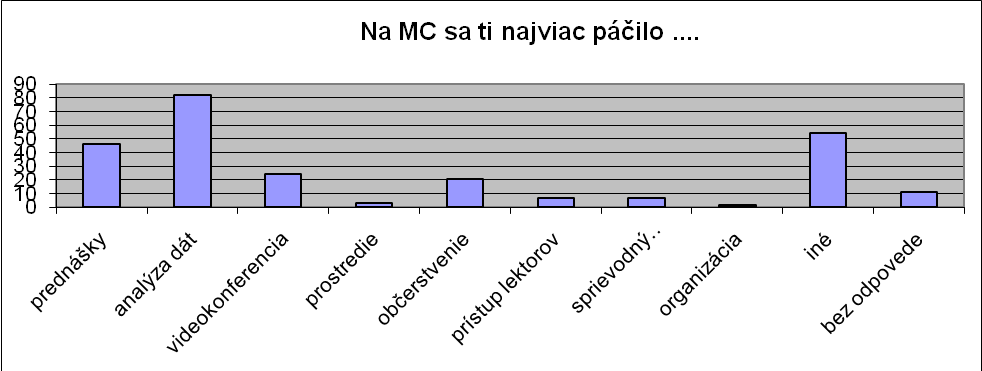 Na MC sa ti najviac páčilo ....
90
80
70
60
50
40
30
20
10
0
prednášky
analýza dát
videokonferencia
prostredie
občerstvenie
prístup lektorov
sprievodný..
organizácia
iné
bez odpovede